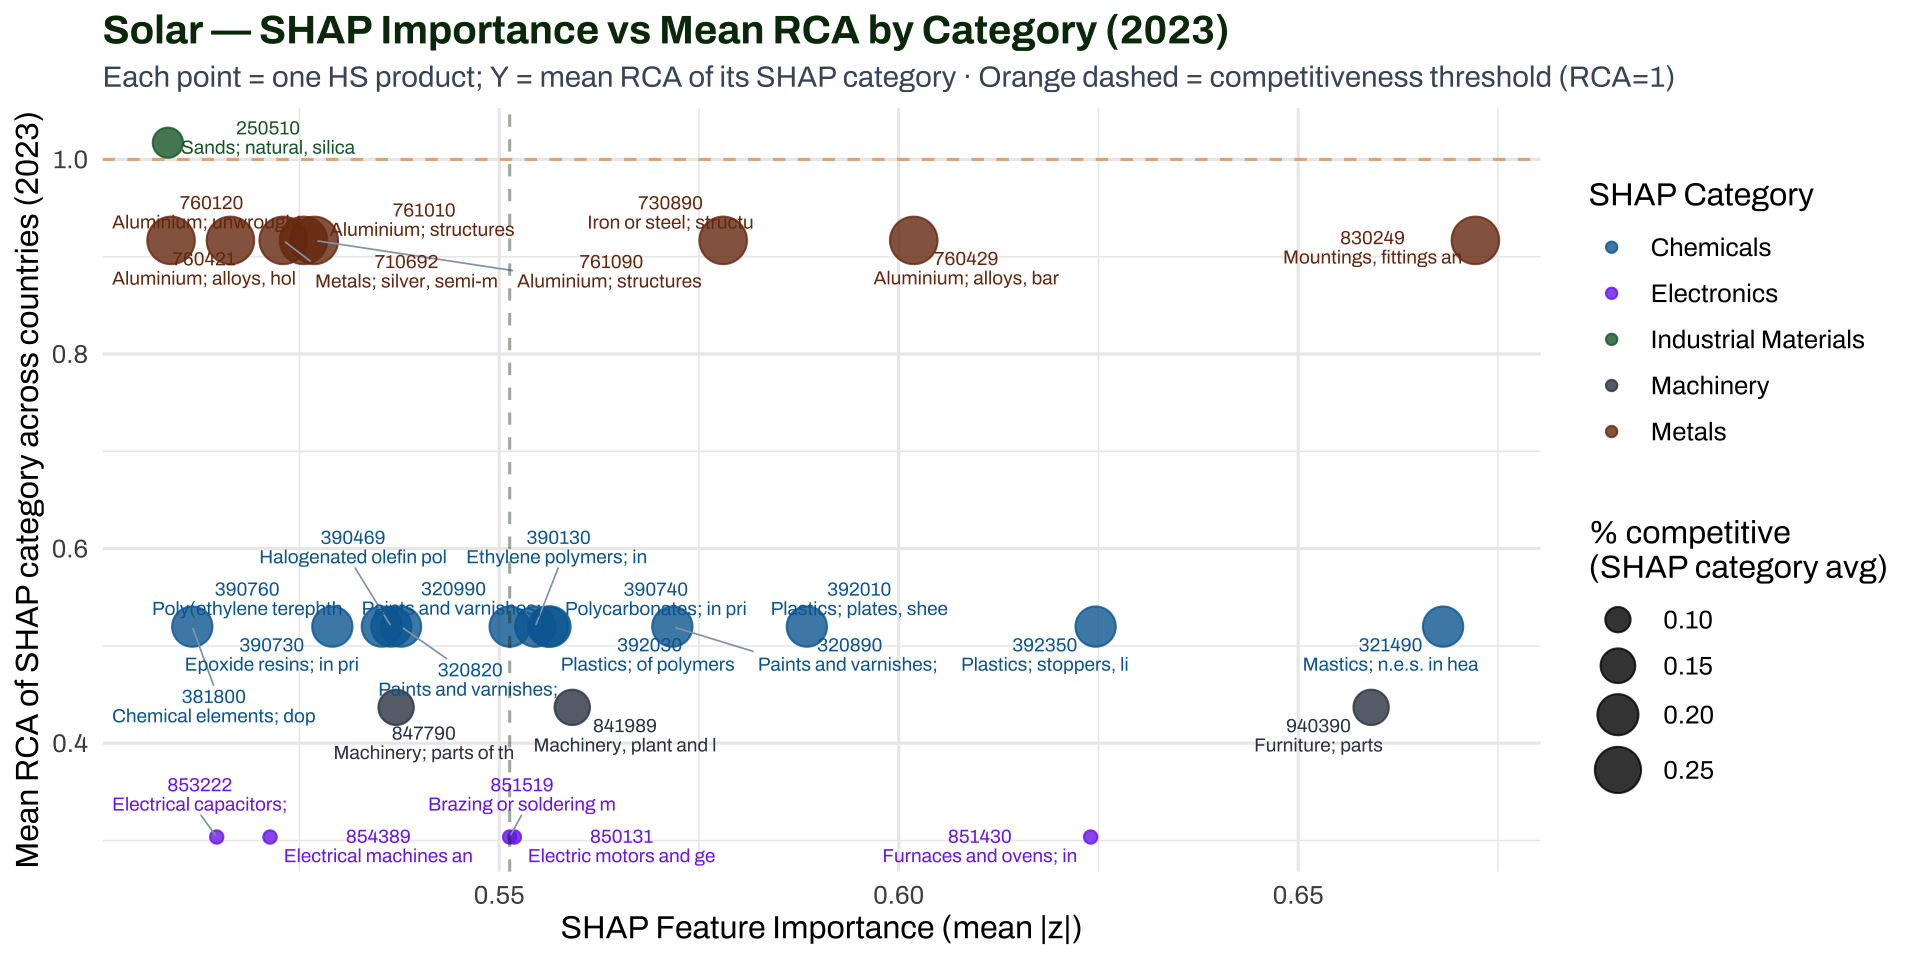 Solar — SHAP Importance vs Mean RCA by Category (2023)
Each point = one HS product; Y = mean RCA of its SHAP category · Orange dashed = competitiveness threshold (RCA=1)
Mean RCA of SHAP category across countries (2023)
1.0
0.8
0.6
0.4
250510
Sands; natural, silica
760120
Aluminium; unwrough
761010
Aluminium; structures
730890
Iron or steel; structu
830249
Mountings, fittings an
760421
Aluminium; alloys, hol
710692
Metals; silver, semi-m
761090
Aluminium; structures
760429
Aluminium; alloys, bar
390469
Halogenated olefin pol
390130
Ethylene polymers; in
390760
Poly(ethylene terephth
320990
Paints and varnishes;
390740
Polycarbonates; in pri
392010
Plastics; plates, shee
390730
Epoxide resins; in pri
392030
Plastics; of polymers
320890
Paints and varnishes;
392350
Plastics; stoppers, li
321490
Mastics; n.e.s. in hea
320820
Paints and varnishes;
381800
Chemical elements; dop
847790
Machinery; parts of th
841989
Machinery, plant and l
940390
Furniture; parts
853222
Electrical capacitors;
851519
Brazing or soldering m
854389
Electrical machines an
850131
Electric motors and ge
851430
Furnaces and ovens; in
0.55
0.60
0.65
SHAP Feature Importance (mean |z|)
SHAP Category
Chemicals
Electronics
Industrial Materials
Machinery
Metals
% competitive
(SHAP category avg)
0.10
0.15
0.20
0.25